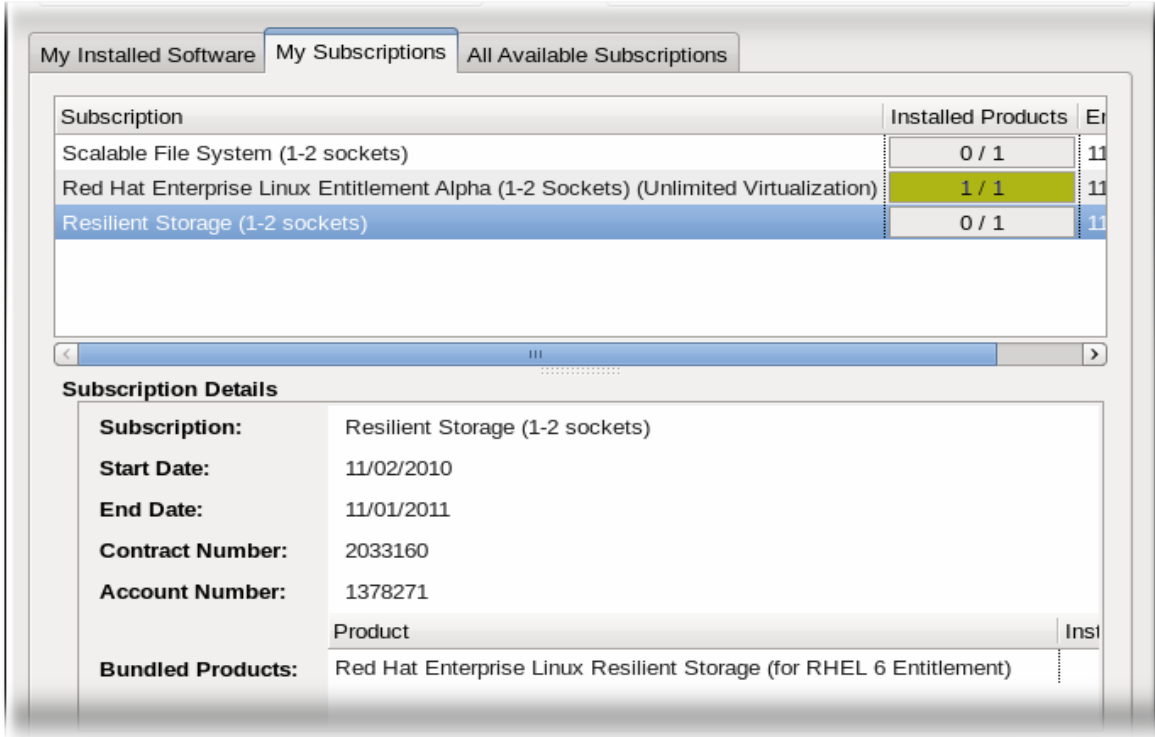 My Installed Software My Subscriptions All Available Subscriptions
Subscription Installed Products
Scalable File System (1-2 sockets) 0 / 1 11
Red Hat Enterprise Linux Entitlement Alpha (1-2 Sockets) (Unlimited Virtualization) 1 / 1 11
Resilient Storage (1-2 sockets) 0 / 1 11
Subscription Details
Subscription: Resilient Storage (1-2 sockets)
Start Date: 11/02/2010
End Date: 11/01/2011
Contract Number: 2033160
Account Number: 1378271
Product Inst
Bundled Products: Red Hat Enterprise Linux Resilient Storage (for RHEL 6 Entitlement)